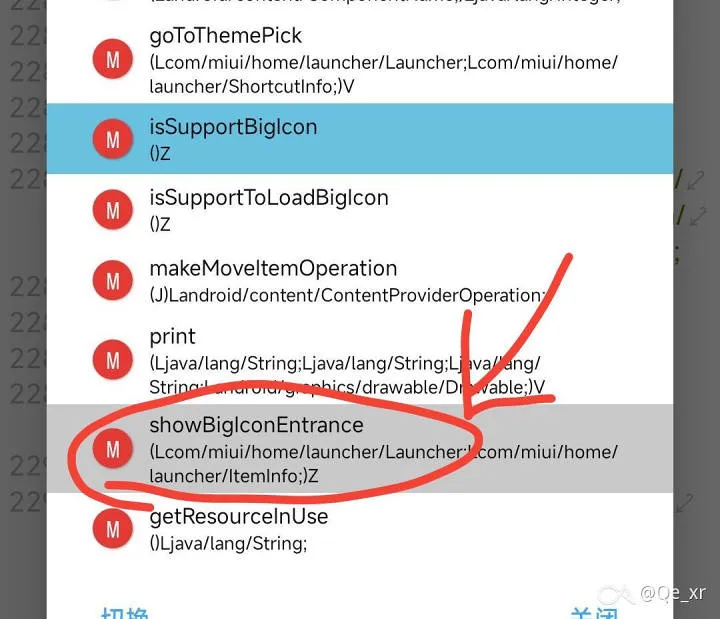 goToThemePick
(Lcom/miui/home/launcher/Launcher;Lcom/miui/home/
launcher/ShortcutInfo;)V
M
isSupportBigIcon
()Z
M
isSupportToLoadBigIcon
()Z
M
makeMoveItemOperation
(J)Landroid/content/ContentProviderOperation;
M
print
(Ljava/lang/String;Ljava/lang/String;Ljava/lang/
String;Landroid/graphics/drawable/Drawable;)V
M
showBigIconEntrance
(Lcom/miui/home/launcher/Launcher;Lcom/miui/home/
launcher/ItemInfo;)Z
M
getResourceInUse
()Ljava/lang/String;
M
切换
关闭
@Qe_xr